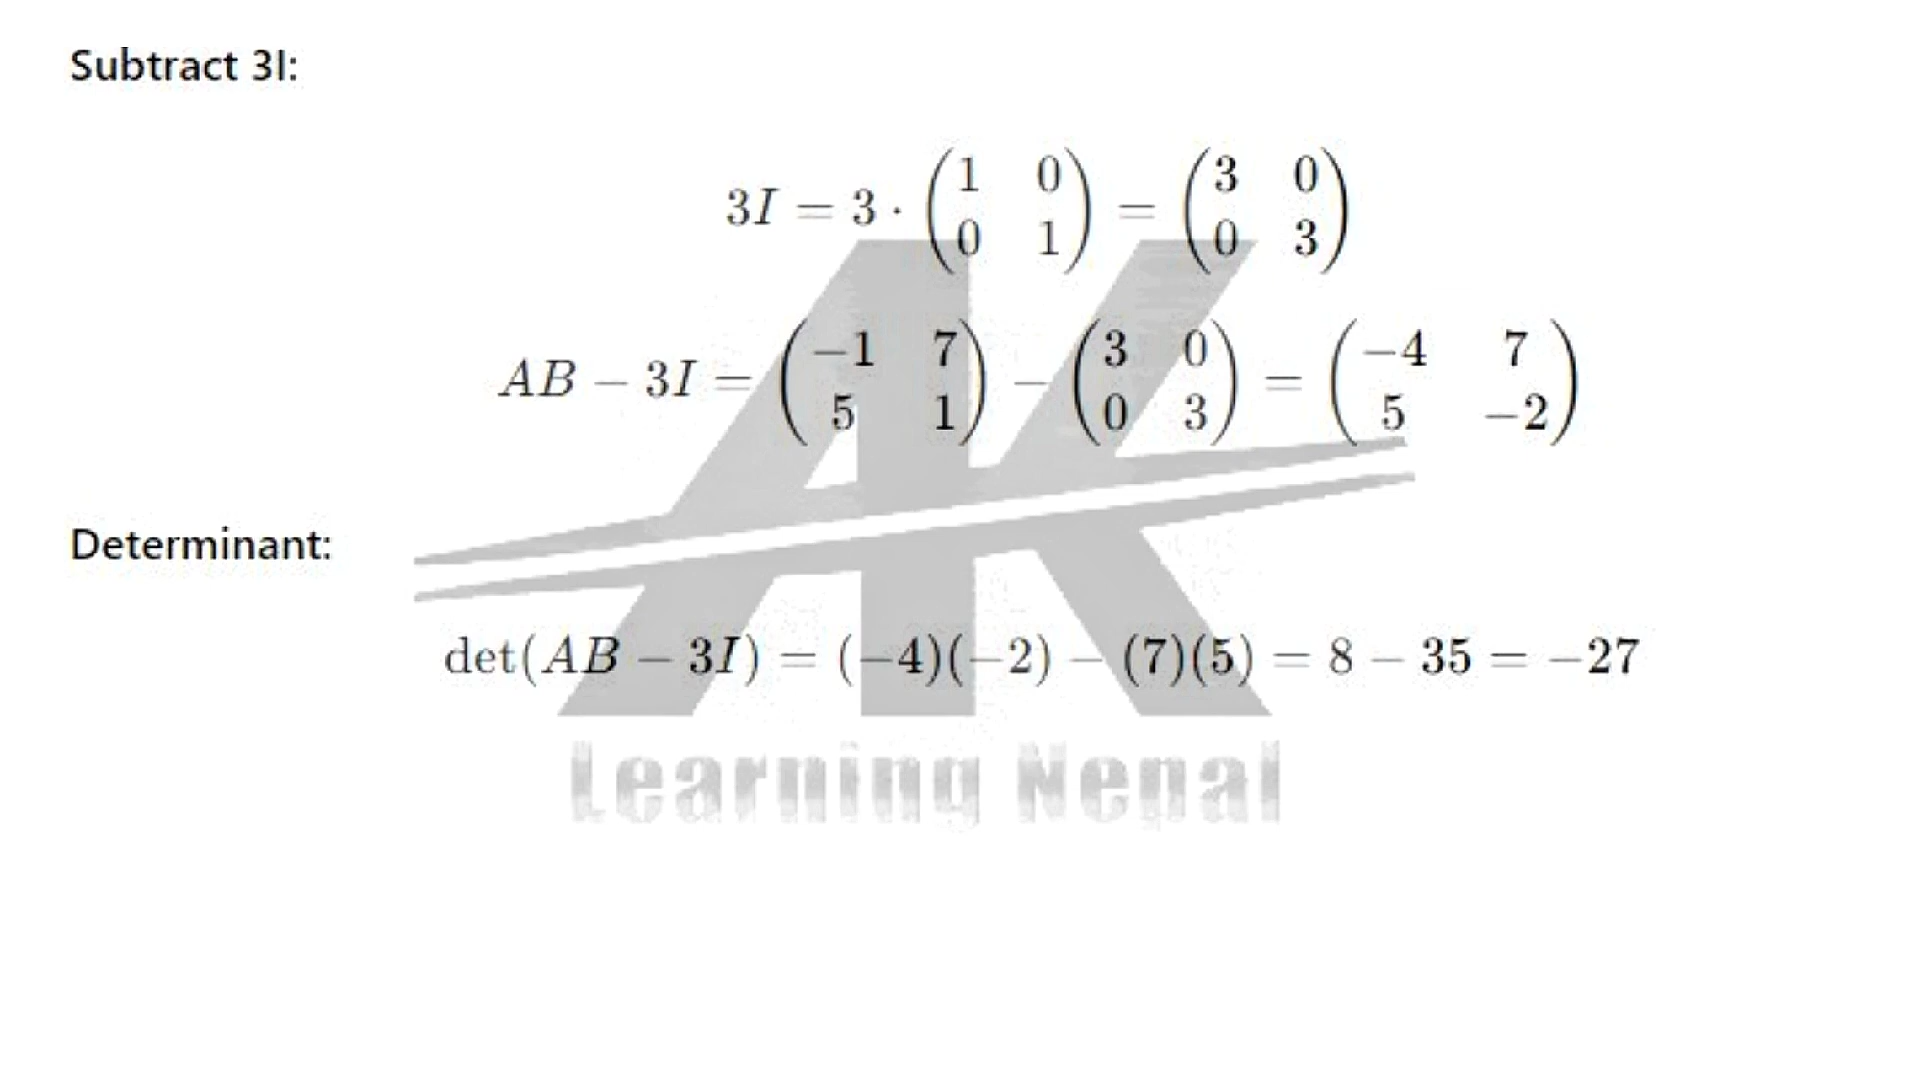 Subtract 3I:
3I = 3 · (1 0
0 1) = (3 0
0 3)
AB − 3I = (−1 7
5 1) − (3 0
0 3) = (−4 7
5 −2)
Determinant:
det(AB − 3I) = (−4)(−2) − (7)(5) = 8 − 35 = −27
AK
Learning Nepal